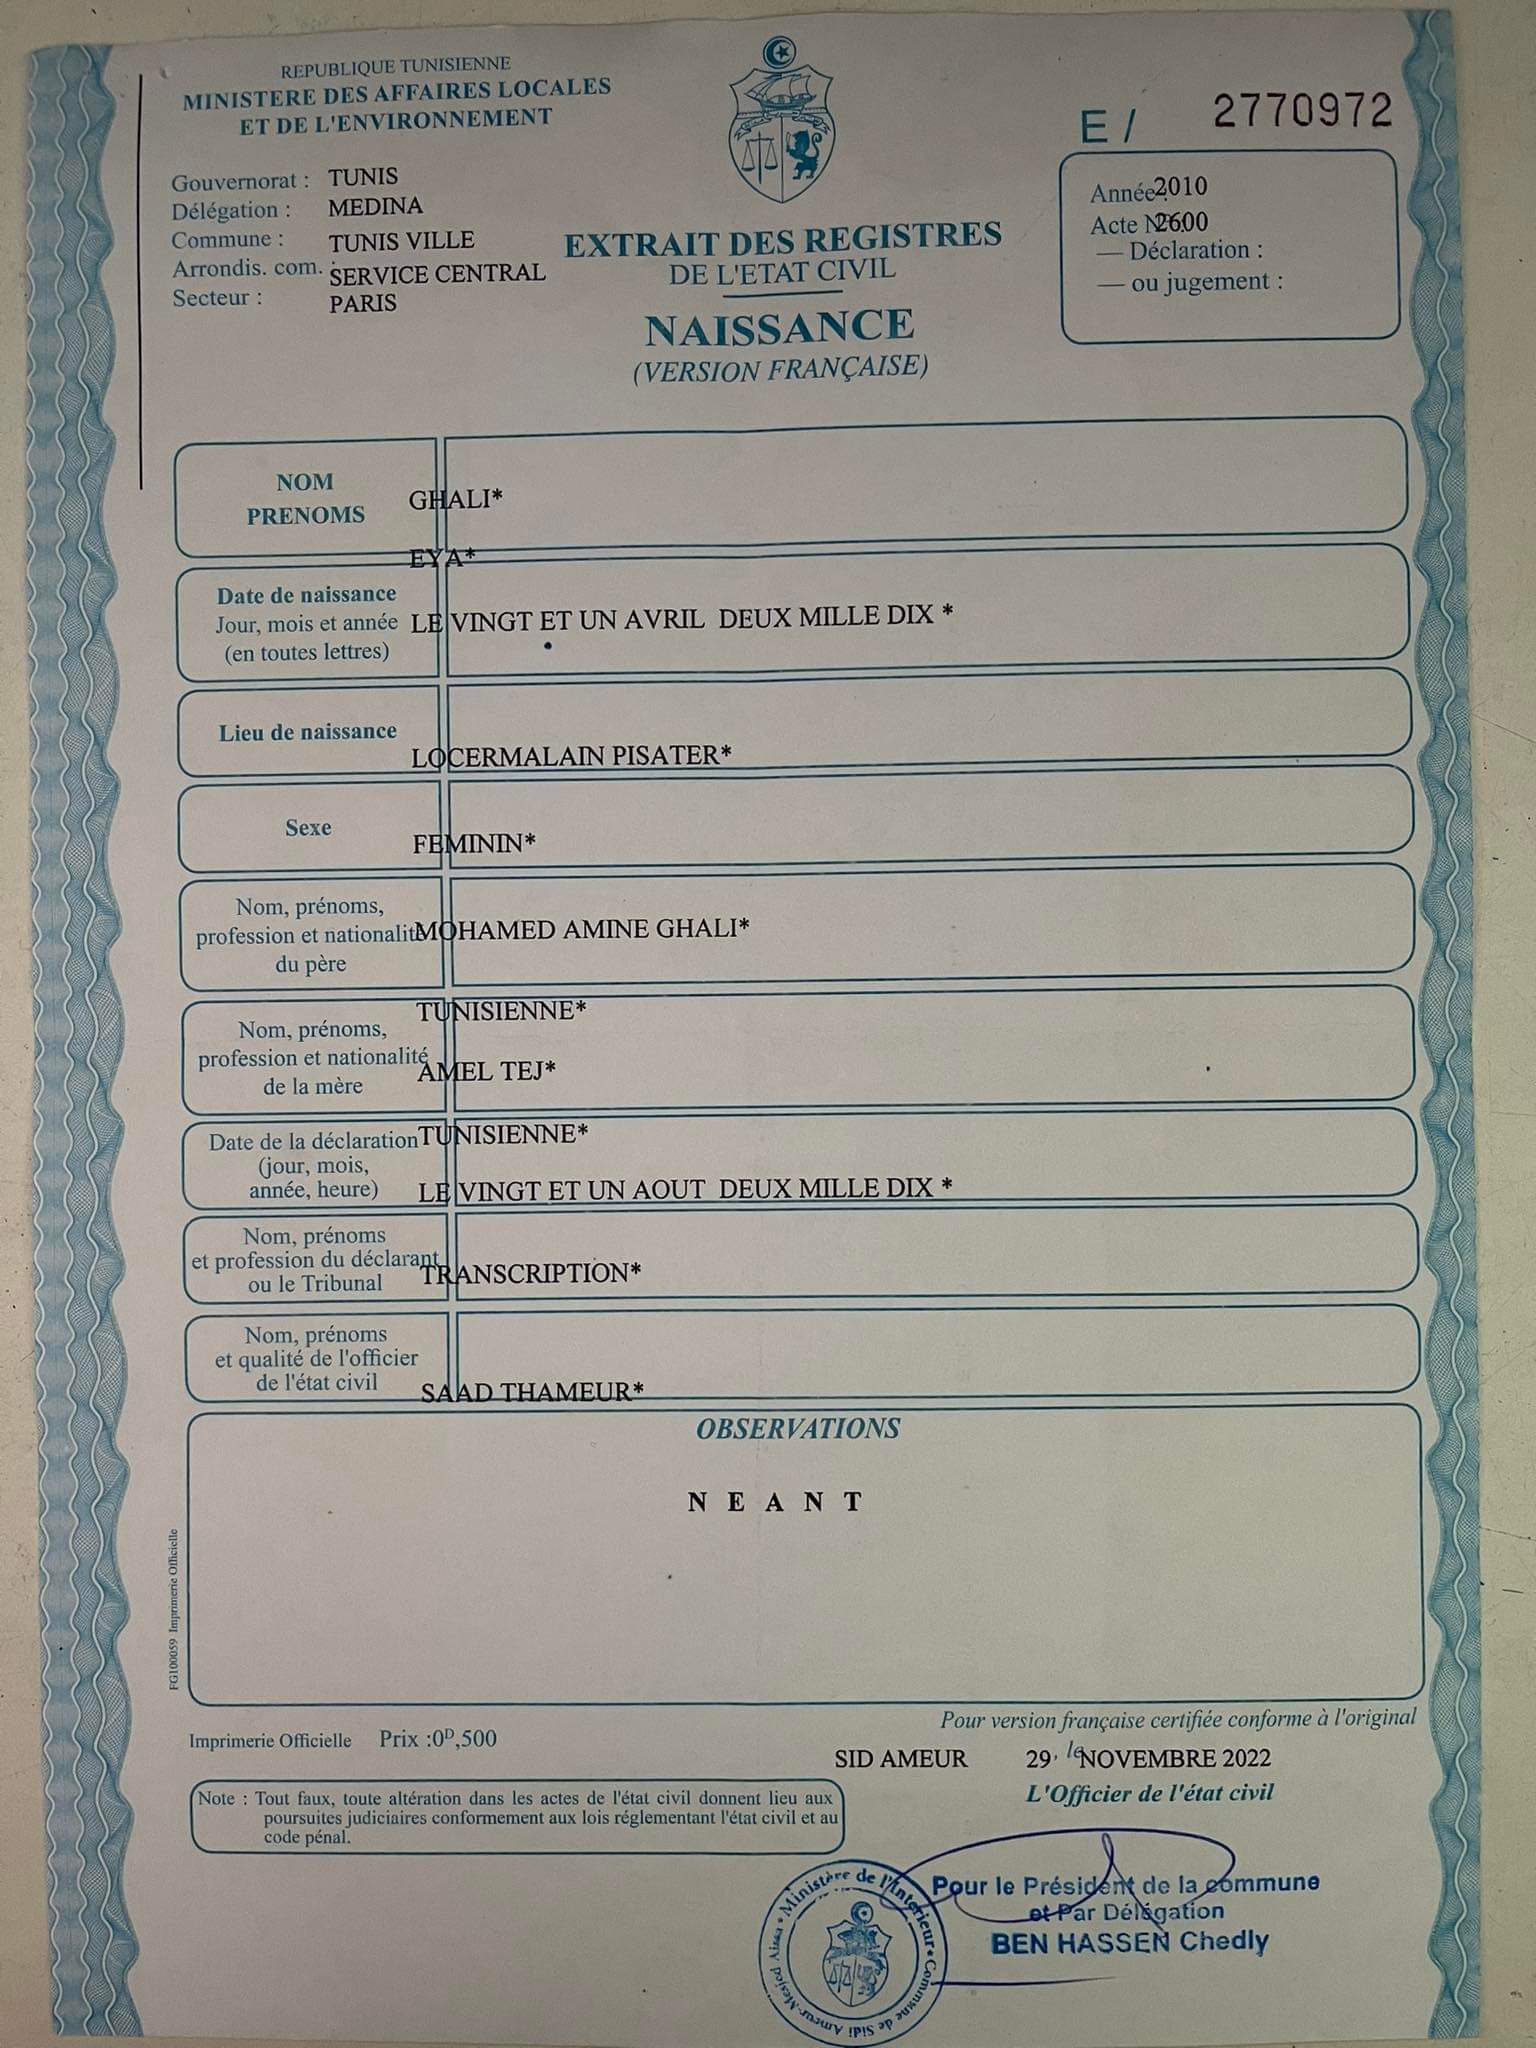 REPUBLIQUE TUNISIENNE
MINISTERE DES AFFAIRES LOCALES
ET DE L'ENVIRONNEMENT
Gouvernorat : TUNIS
Délégation : MEDINA
Commune : TUNIS VILLE
Arrondis. com. : SERVICE CENTRAL
Secteur : PARIS
EXTRAIT DES REGISTRES
DE L'ETAT CIVIL
NAISSANCE
(VERSION FRANÇAISE)
E / 2770972
Année : 2010
Acte N° 2600
— Déclaration :
— ou jugement :
NOM
PRENOMS
GHALI*
EYA*
Date de naissance
Jour, mois et année
(en toutes lettres)
LE VINGT ET UN AVRIL DEUX MILLE DIX *
Lieu de naissance
LOCERMALAIN PISATER*
Sexe
FEMININ*
Nom, prénoms,
profession et nationalité
du père
MOHAMED AMINE GHALI*
TUNISIENNE*
Nom, prénoms,
profession et nationalité
de la mère
AMEL TEJ*
TUNISIENNE*
Date de la déclaration
(jour, mois,
année, heure)
LE VINGT ET UN AOUT DEUX MILLE DIX *
Nom, prénoms
et profession du déclarant
ou le Tribunal
TRANSCRIPTION*
Nom, prénoms
et qualité de l'officier
de l'état civil
SAAD THAMEUR*
OBSERVATIONS
N E A N T
FG100059 Imprimerie Officielle
Imprimerie Officielle Prix :0D,500
Pour version française certifiée conforme à l'original
SID AMEUR 29, le NOVEMBRE 2022
L'Officier de l'état civil
Note : Tout faux, toute altération dans les actes de l'état civil donnent lieu aux
poursuites judiciaires conformement aux lois réglementant l'état civil et au
code pénal.
Pour le Président de la commune
et Par Délégation
BEN HASSEN Chedly
Ministère de l'Intérieur * Commune de Sidi Ameur-Mesjed Aissa *